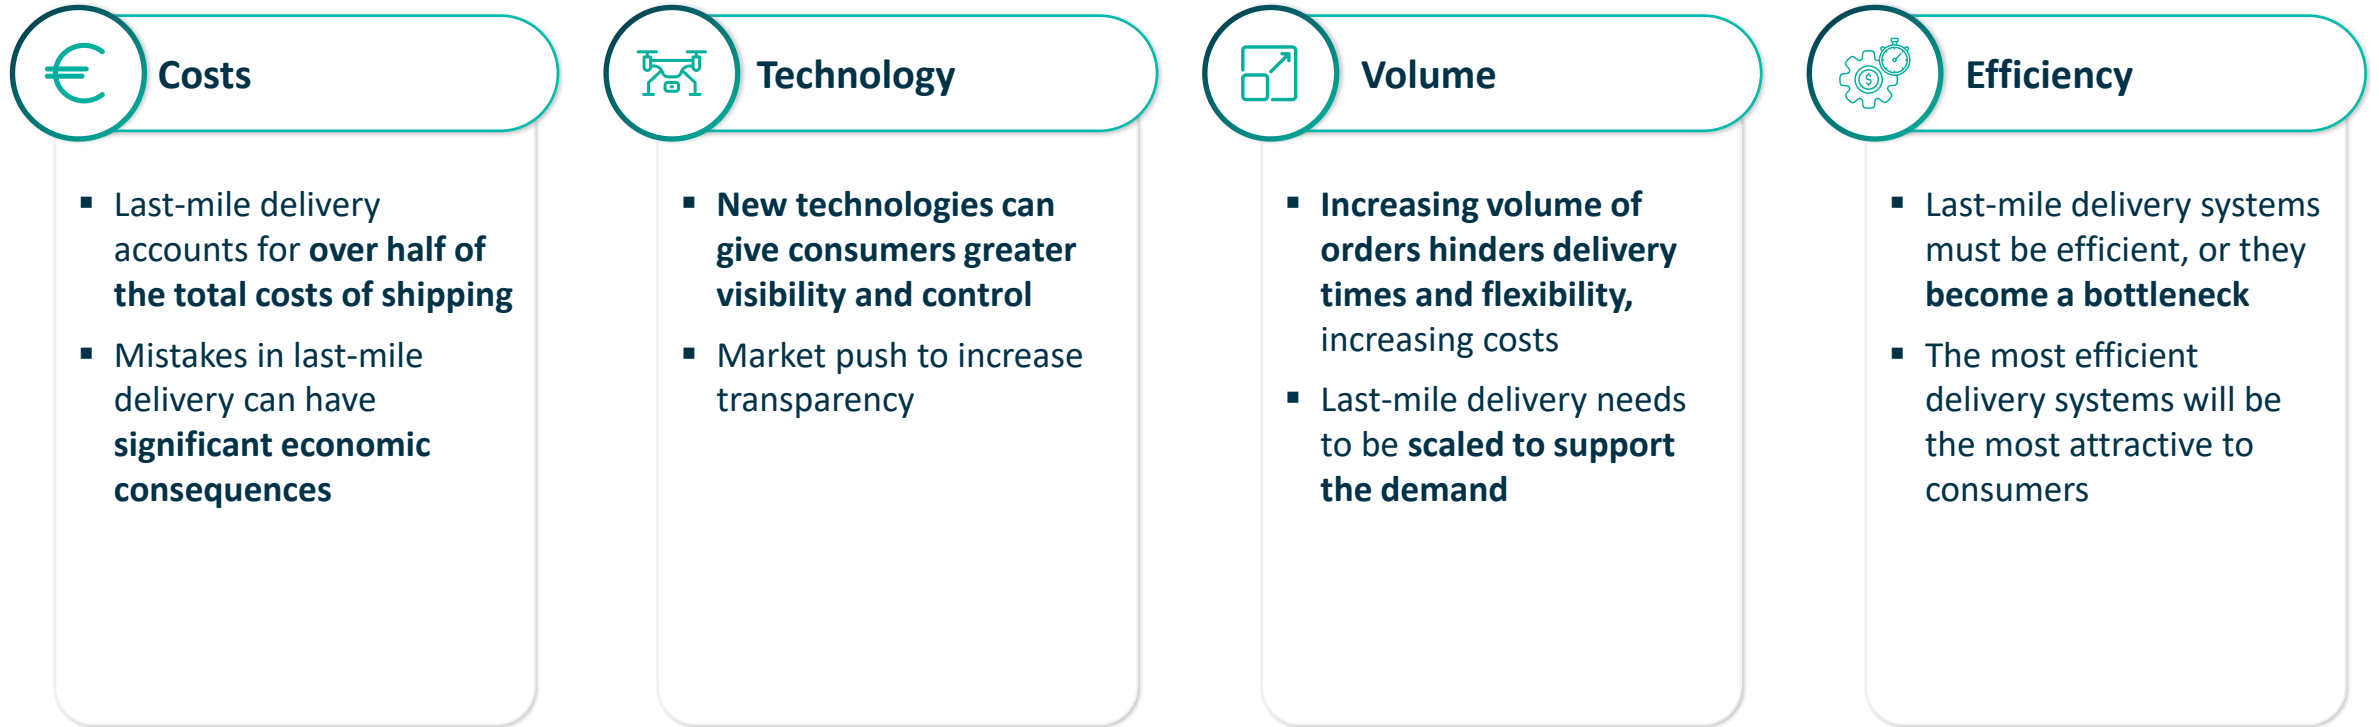 Costs
▪ Last-mile delivery
accounts for over half of
the total costs of shipping
▪ Mistakes in last-mile
delivery can have
significant economic
consequences
Technology
▪ New technologies can
give consumers greater
visibility and control
▪ Market push to increase
transparency
Volume
▪ Increasing volume of
orders hinders delivery
times and flexibility,
increasing costs
▪ Last-mile delivery needs
to be scaled to support
the demand
Efficiency
▪ Last-mile delivery systems
must be efficient, or they
become a bottleneck
▪ The most efficient
delivery systems will be
the most attractive to
consumers